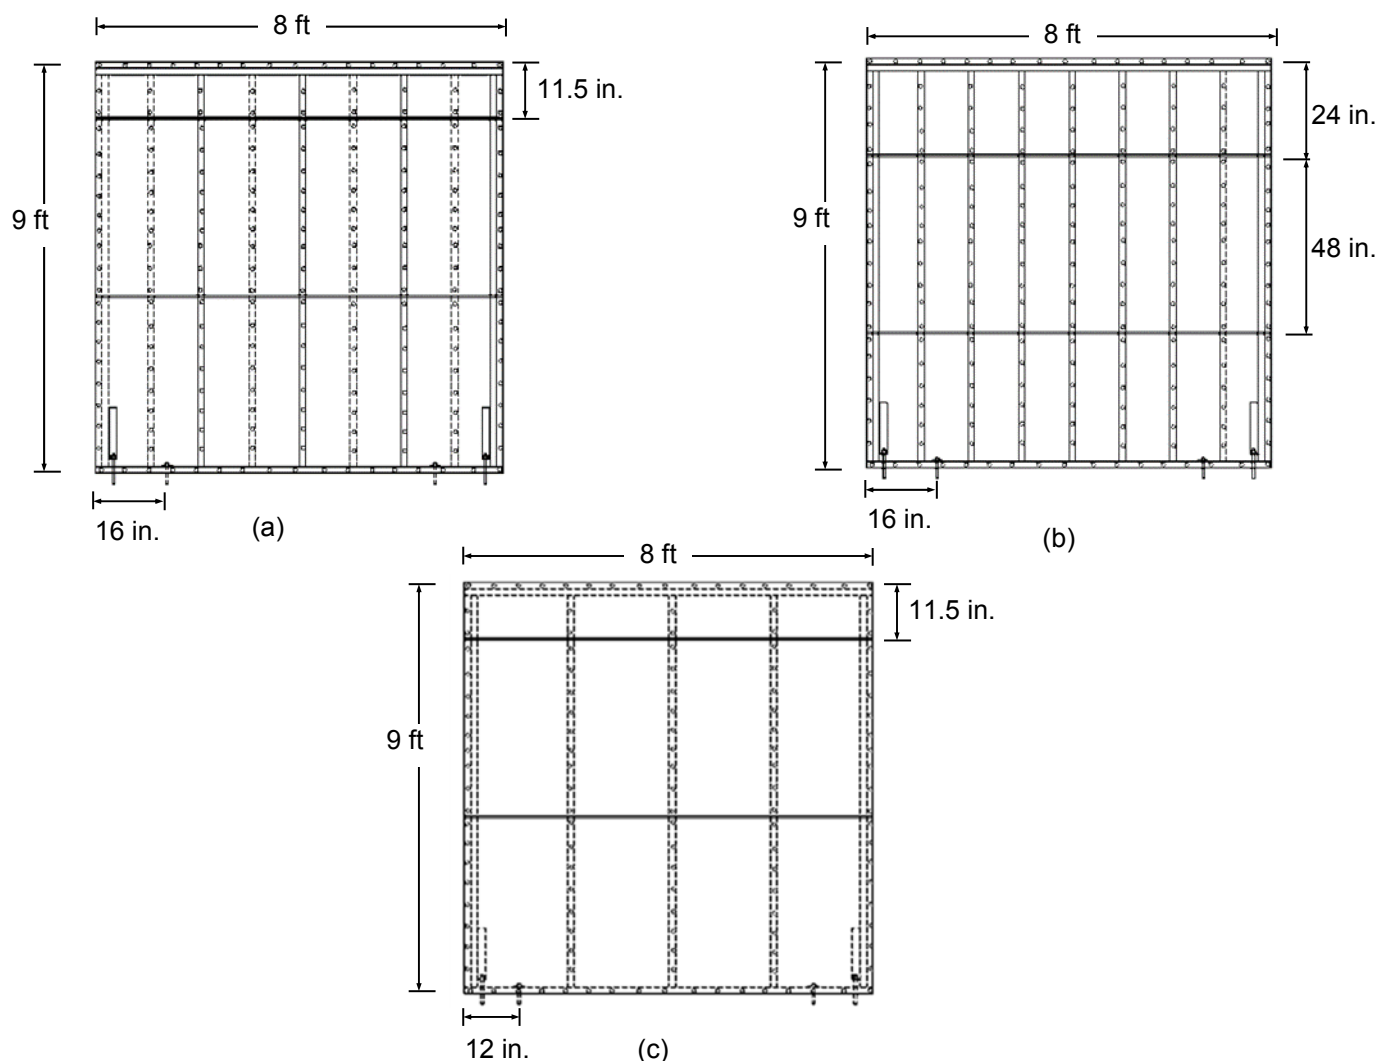 8 ft
11.5 in.
9 ft
16 in.
(a)
8 ft
24 in.
9 ft
48 in.
16 in.
(b)
8 ft
11.5 in.
9 ft
12 in.
(c)